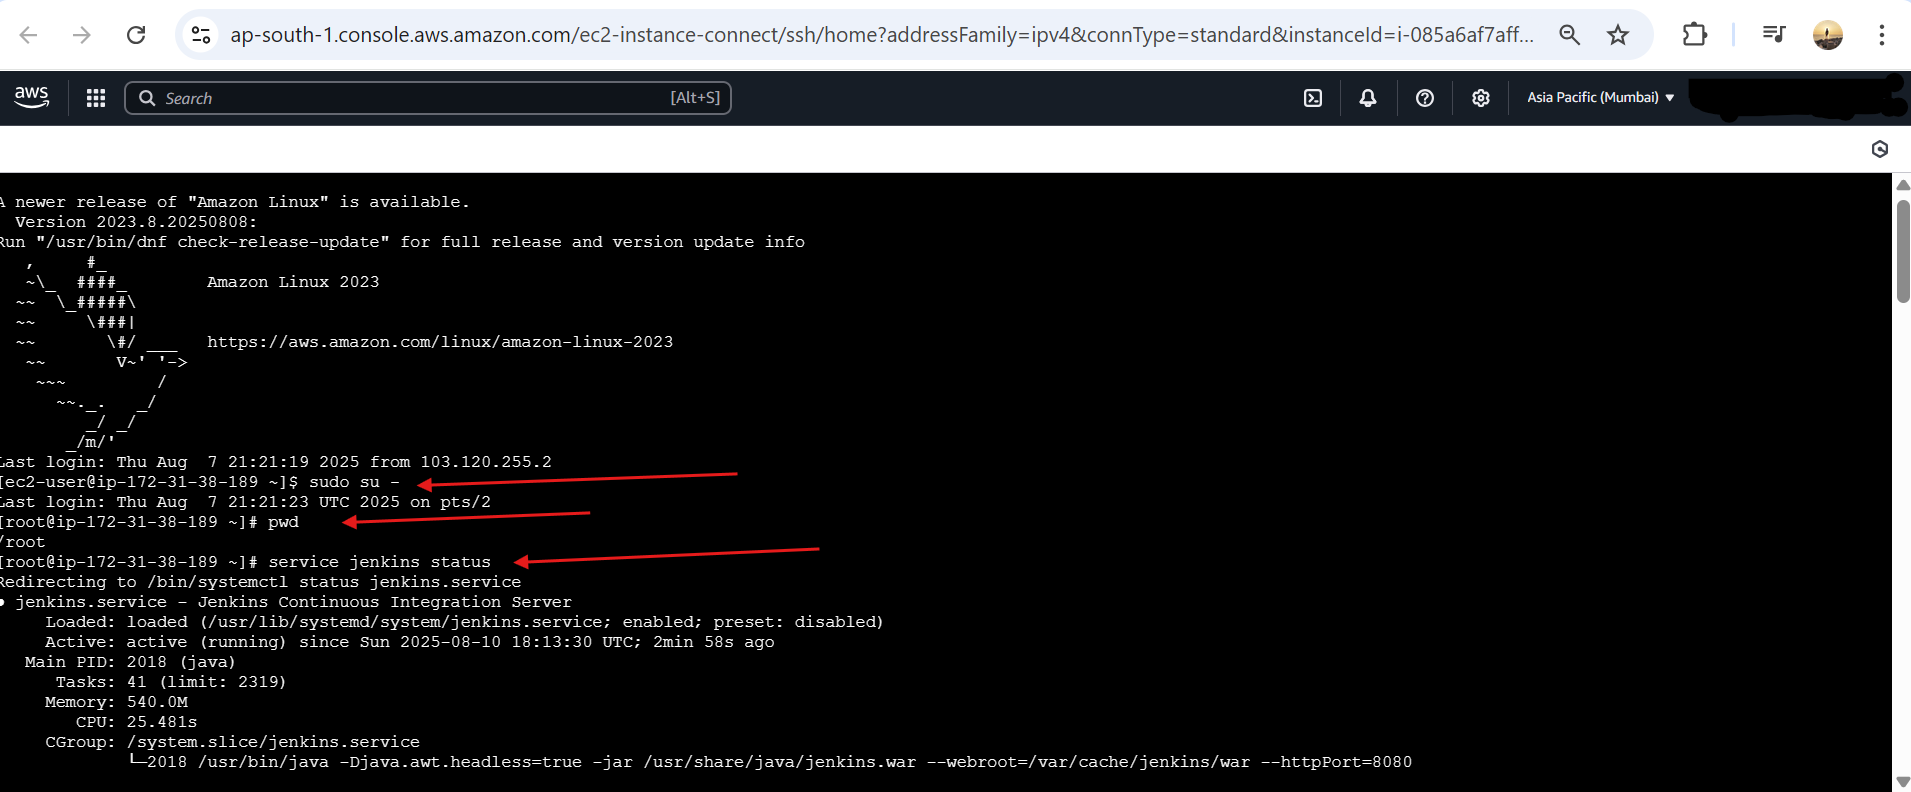 ap-south-1.console.aws.amazon.com/ec2-instance-connect/ssh/home?addressFamily=ipv4&connType=standard&instanceId=i-085a6af7aff...
aws Search [Alt+S] Asia Pacific (Mumbai)
A newer release of "Amazon Linux" is available.
  Version 2023.8.20250808:
Run "/usr/bin/dnf check-release-update" for full release and version update info
   ,     #_
   ~\_  ####_        Amazon Linux 2023
  ~~  \_#####\
  ~~     \###|
  ~~       \#/ ___   https://aws.amazon.com/linux/amazon-linux-2023
   ~~       V~' '->
    ~~~         /
      ~~._.   _/
         _/ _/
       _/m/'
Last login: Thu Aug  7 21:21:19 2025 from 103.120.255.2
[ec2-user@ip-172-31-38-189 ~]$ sudo su -
Last login: Thu Aug  7 21:21:23 UTC 2025 on pts/2
[root@ip-172-31-38-189 ~]# pwd
/root
[root@ip-172-31-38-189 ~]# service jenkins status
Redirecting to /bin/systemctl status jenkins.service
● jenkins.service - Jenkins Continuous Integration Server
     Loaded: loaded (/usr/lib/systemd/system/jenkins.service; enabled; preset: disabled)
     Active: active (running) since Sun 2025-08-10 18:13:30 UTC; 2min 58s ago
   Main PID: 2018 (java)
      Tasks: 41 (limit: 2319)
     Memory: 540.0M
        CPU: 25.481s
     CGroup: /system.slice/jenkins.service
             └─2018 /usr/bin/java -Djava.awt.headless=true -jar /usr/share/java/jenkins.war --webroot=/var/cache/jenkins/war --httpPort=8080